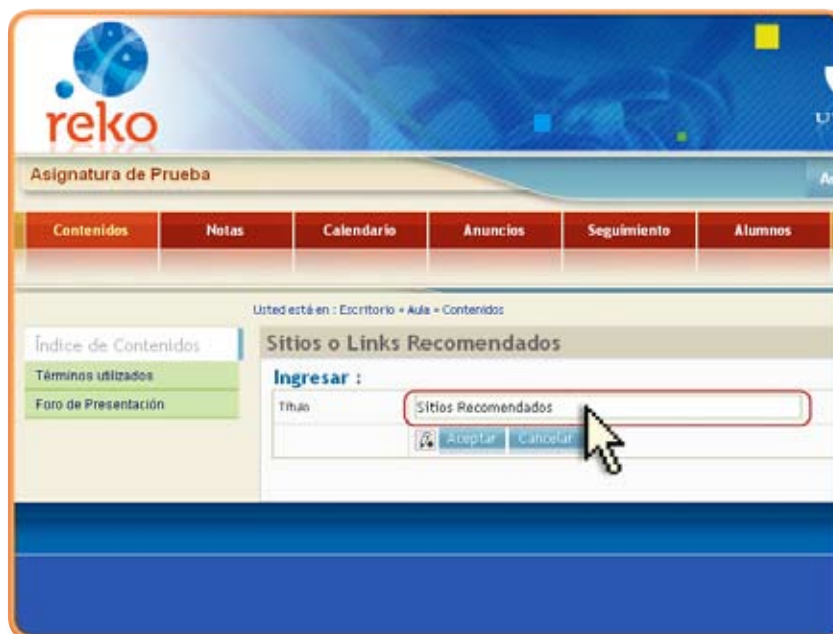 reko
Asignatura de Prueba
Contenidos Notas Calendario Anuncios Seguimiento Alumnos
Usted está en : Escritorio » Aula » Contenidos
Índice de Contenidos
Términos utilizados
Foro de Presentación
Sitios o Links Recomendados
Ingresar :
Título Sitios Recomendados
Aceptar Cancelar